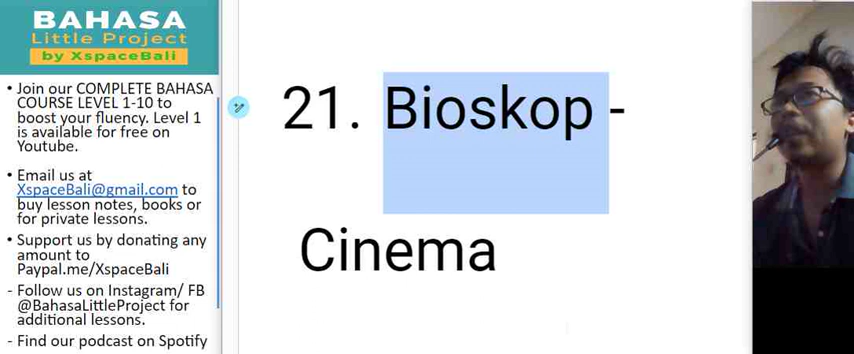 BAHASA
Little Project
by XspaceBali
• Join our COMPLETE BAHASA
COURSE LEVEL 1-10 to
boost your fluency. Level 1
is available for free on
Youtube.
• Email us at
XspaceBali@gmail.com to
buy lesson notes, books or
for private lessons.
• Support us by donating any
amount to
Paypal.me/XspaceBali
- Follow us on Instagram/ FB
@BahasaLittleProject for
additional lessons.
- Find our podcast on Spotify
21. Bioskop -
Cinema